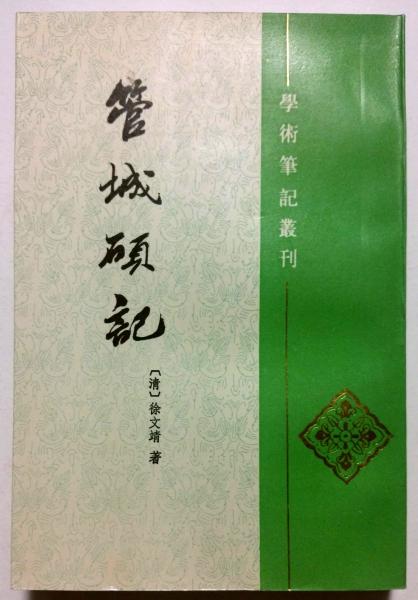 學術筆記叢刊
管城碩記
〔清〕徐文靖 著